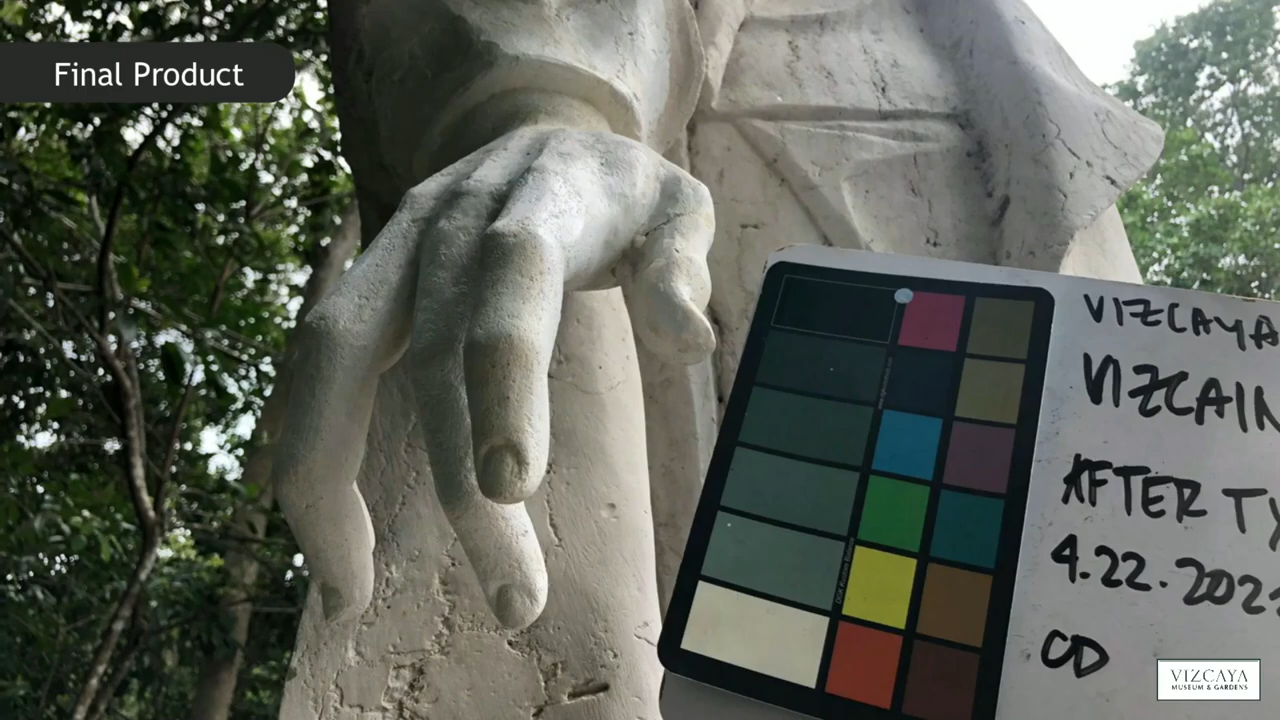 Final Product
VIZCAYA
VIZCAIN
AFTER
4.22.202
CD
VIZCAYA
MUSEUM & GARDENS